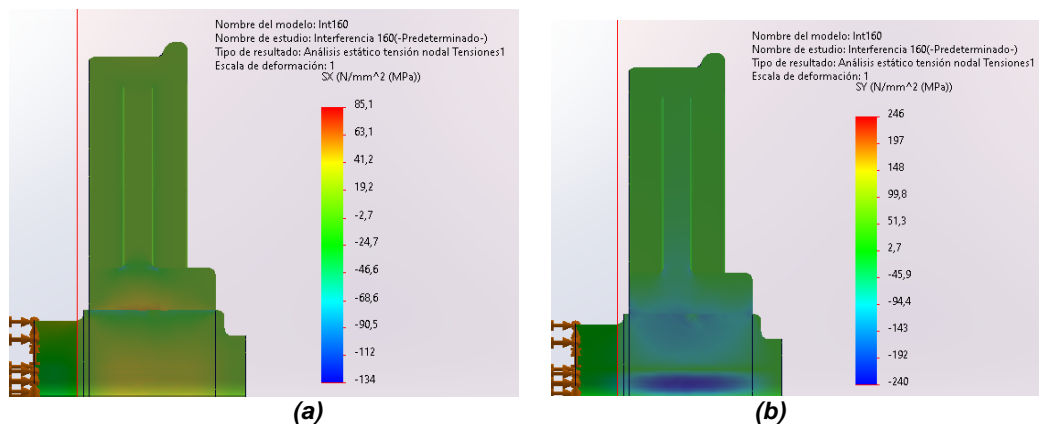 Nombre del modelo: Int160
Nombre de estudio: Interferencia 160(-Predeterminado-)
Tipo de resultado: Análisis estático tensión nodal Tensiones1
Escala de deformación: 1
SX (N/mm^2 (MPa))
85,1
63,1
41,2
19,2
-2,7
-24,7
-46,6
-68,6
-90,5
-112
-134
(a)
Nombre del modelo: Int160
Nombre de estudio: Interferencia 160(-Predeterminado-)
Tipo de resultado: Análisis estático tensión nodal Tensiones1
Escala de deformación: 1
SY (N/mm^2 (MPa))
246
197
148
99,8
51,3
2,7
-45,9
-94,4
-143
-192
-240
(b)